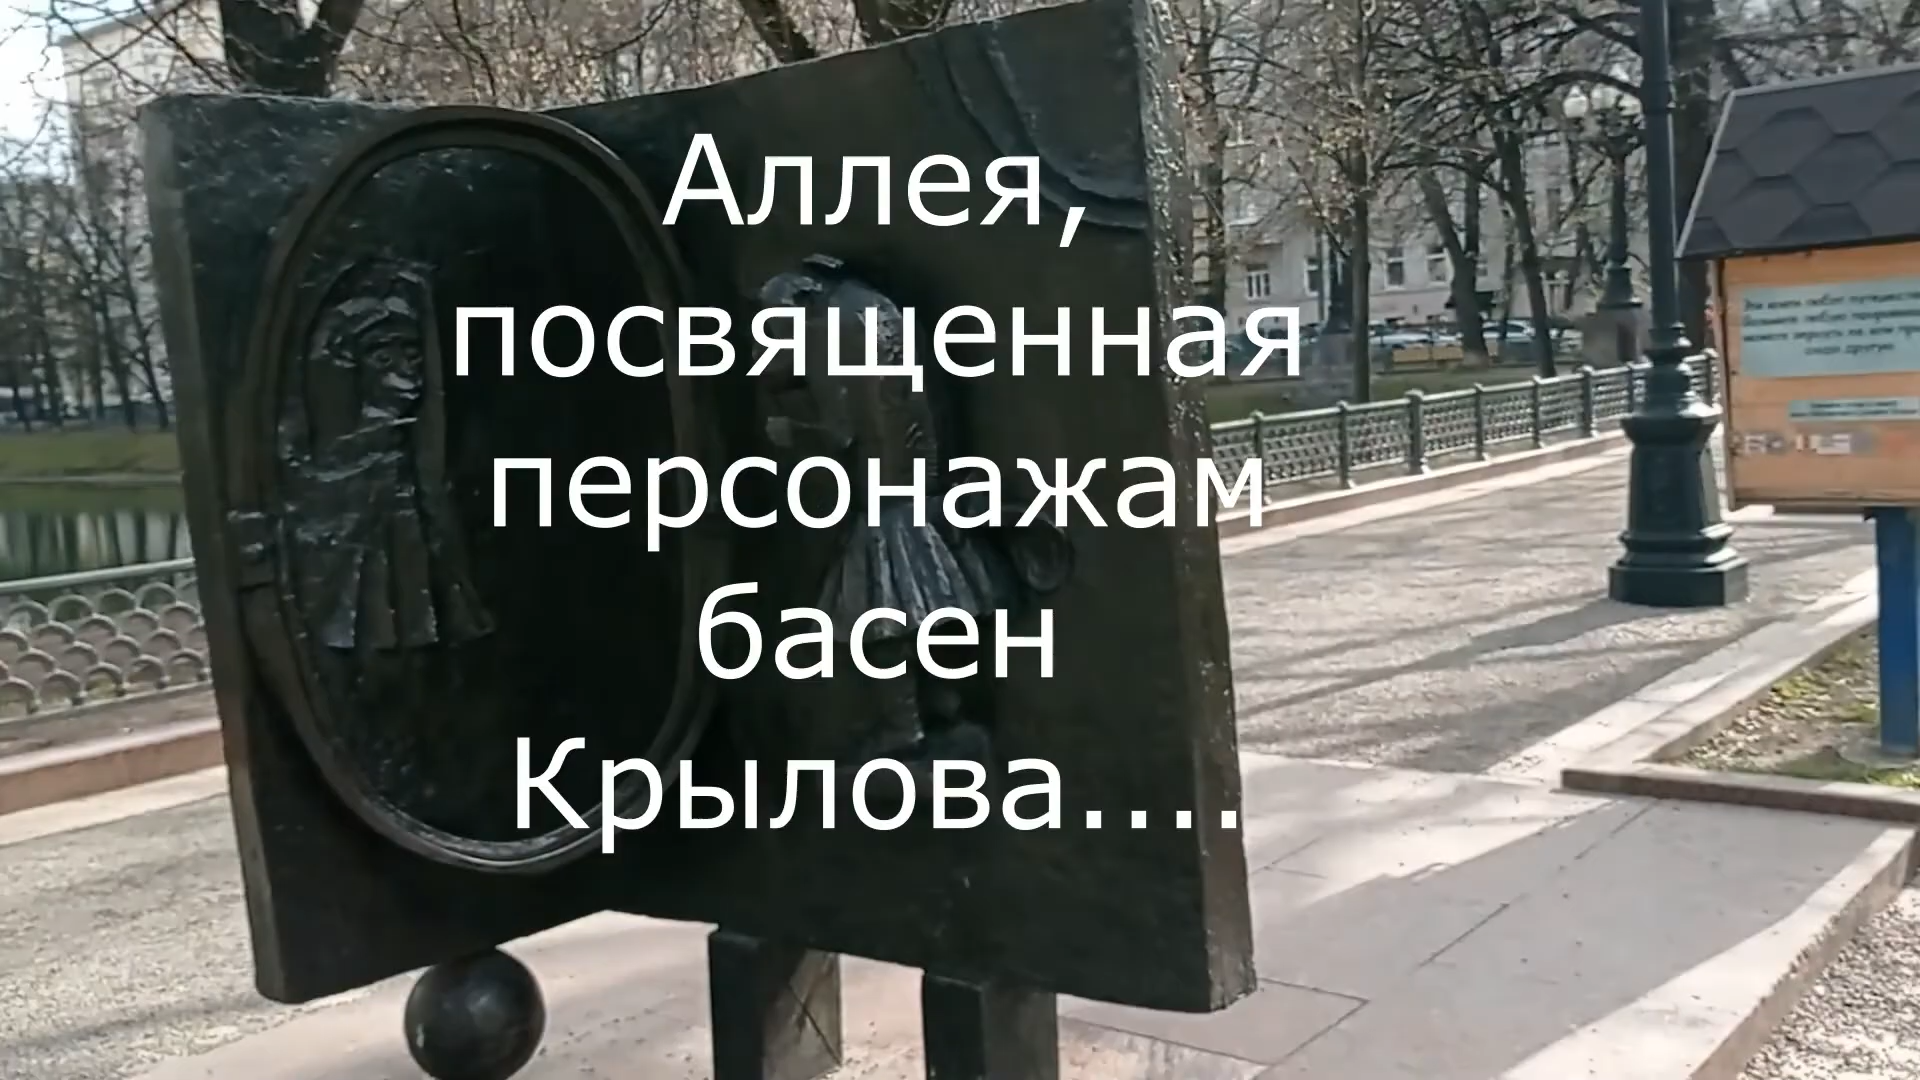 Аллея,
посвященная
персонажам
басен
Крылова....